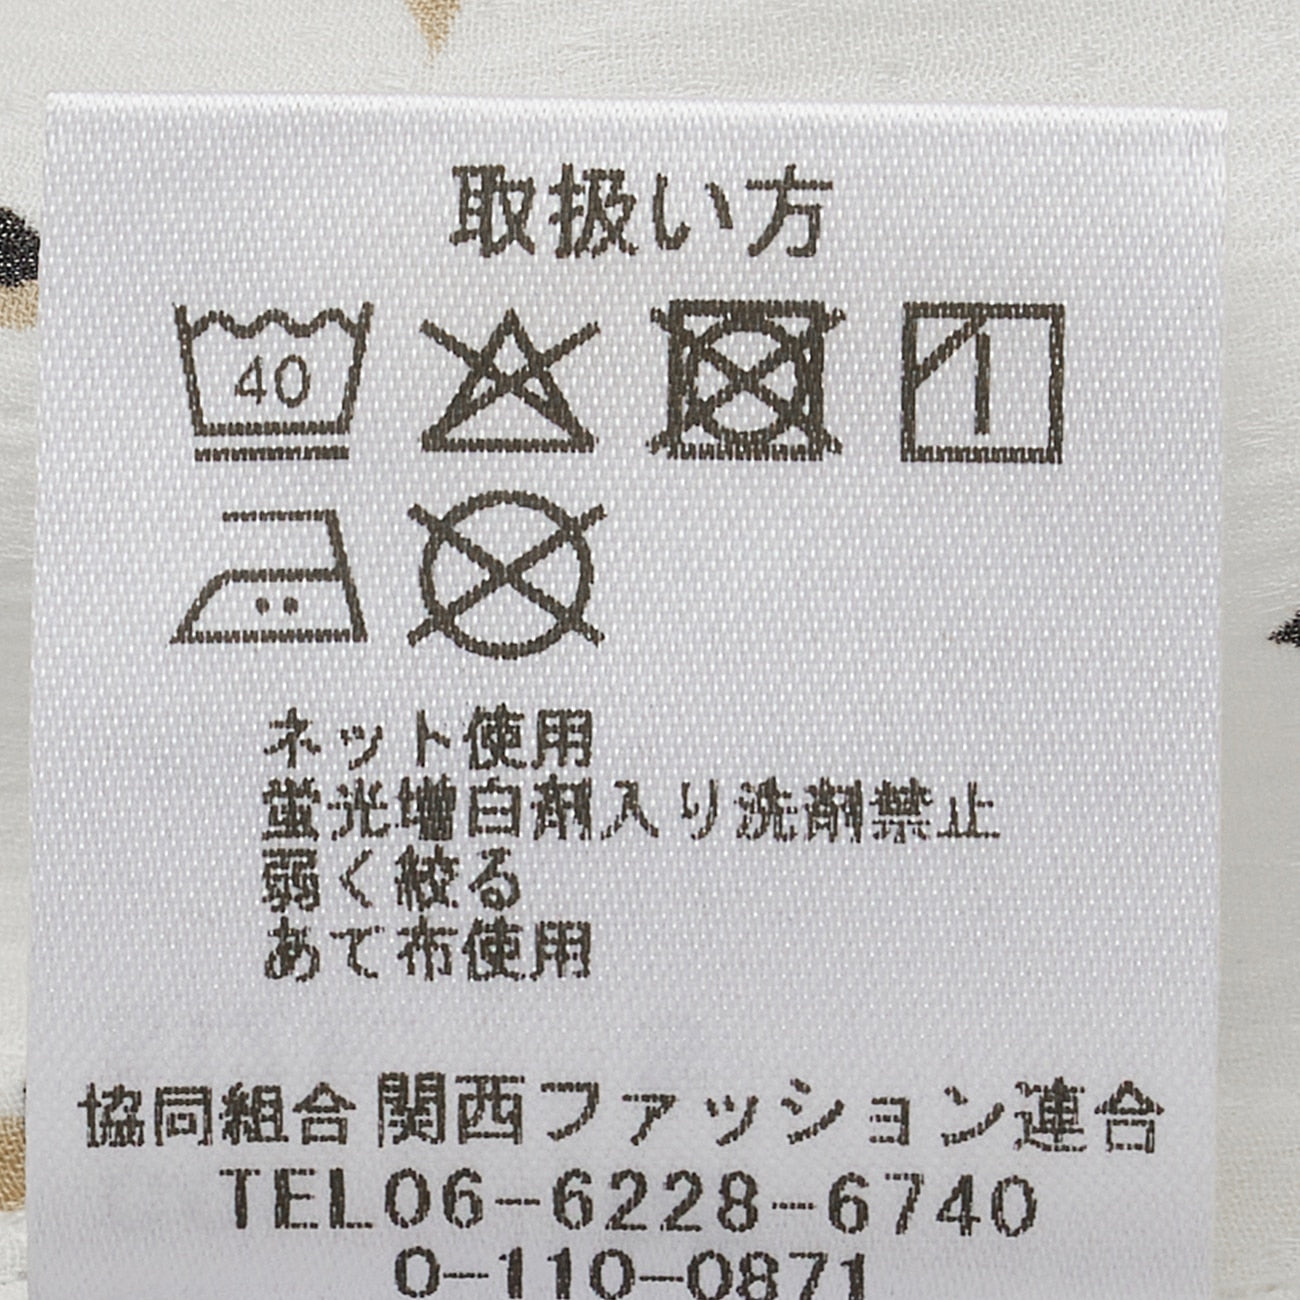 取扱い方
40
ネット使用
蛍光増白剤入り洗剤禁止
弱く絞る
あて布使用
協同組合関西ファッション連合
TEL06-6228-6740
0-110-0871